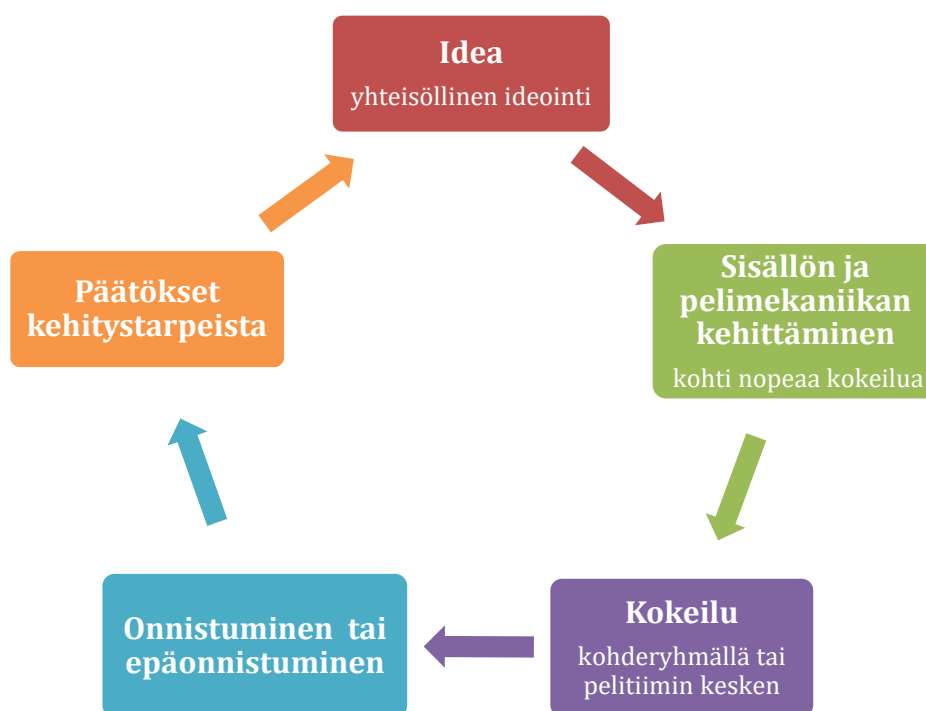 Idea
yhteisöllinen ideointi
Sisällön ja
pelimekaniikan
kehittäminen
kohti nopeaa kokeilua
Kokeilu
kohderyhmällä tai
pelitiimin kesken
Onnistuminen tai
epäonnistuminen
Päätökset
kehitystarpeista